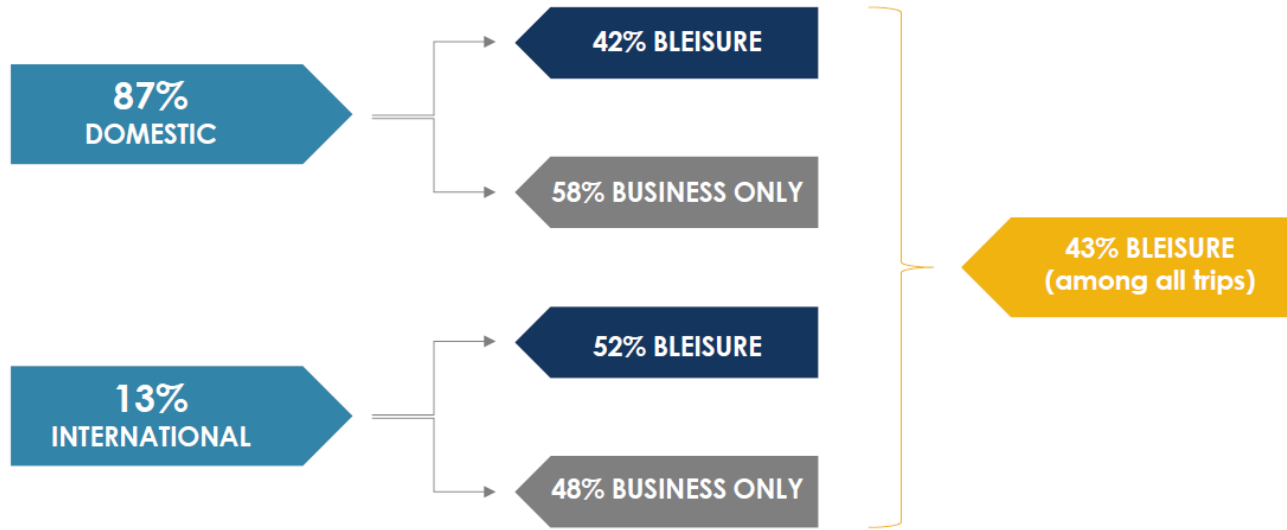 87%
DOMESTIC
42% BLEISURE
58% BUSINESS ONLY
13%
INTERNATIONAL
52% BLEISURE
48% BUSINESS ONLY
43% BLEISURE
(among all trips)